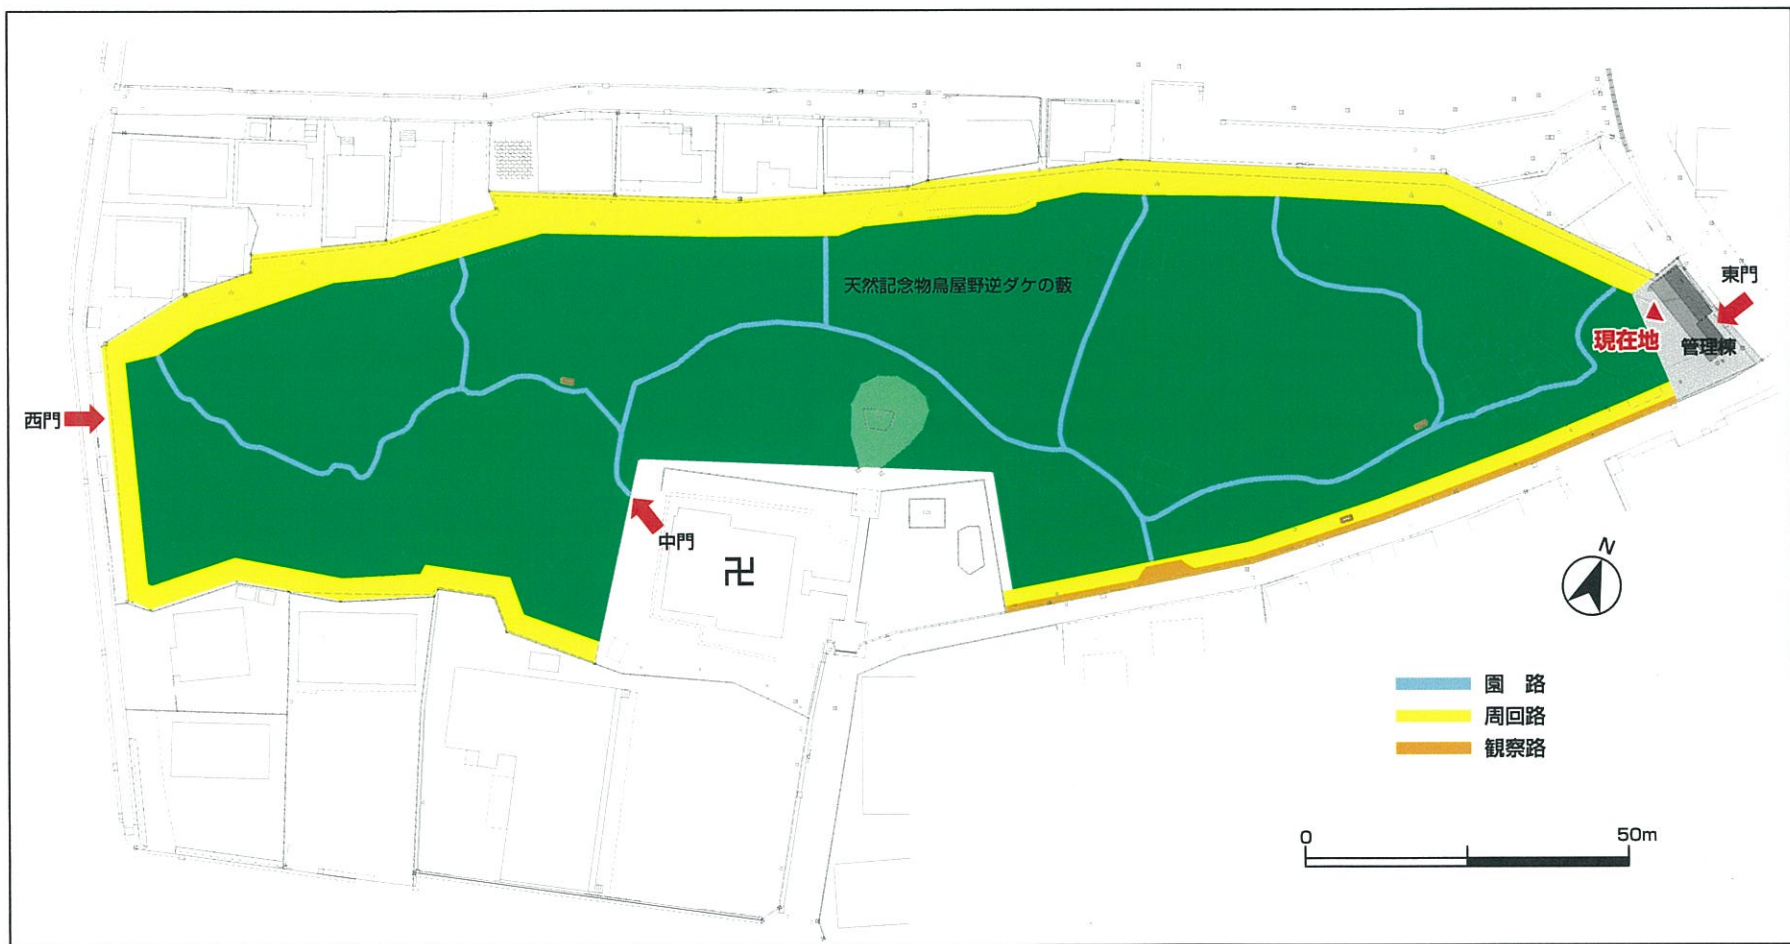 天然記念物鳥屋野逆ダケの藪
東門
現在地
管理棟
西門
中門
卍
N
園 路
周回路
観察路
0
50m